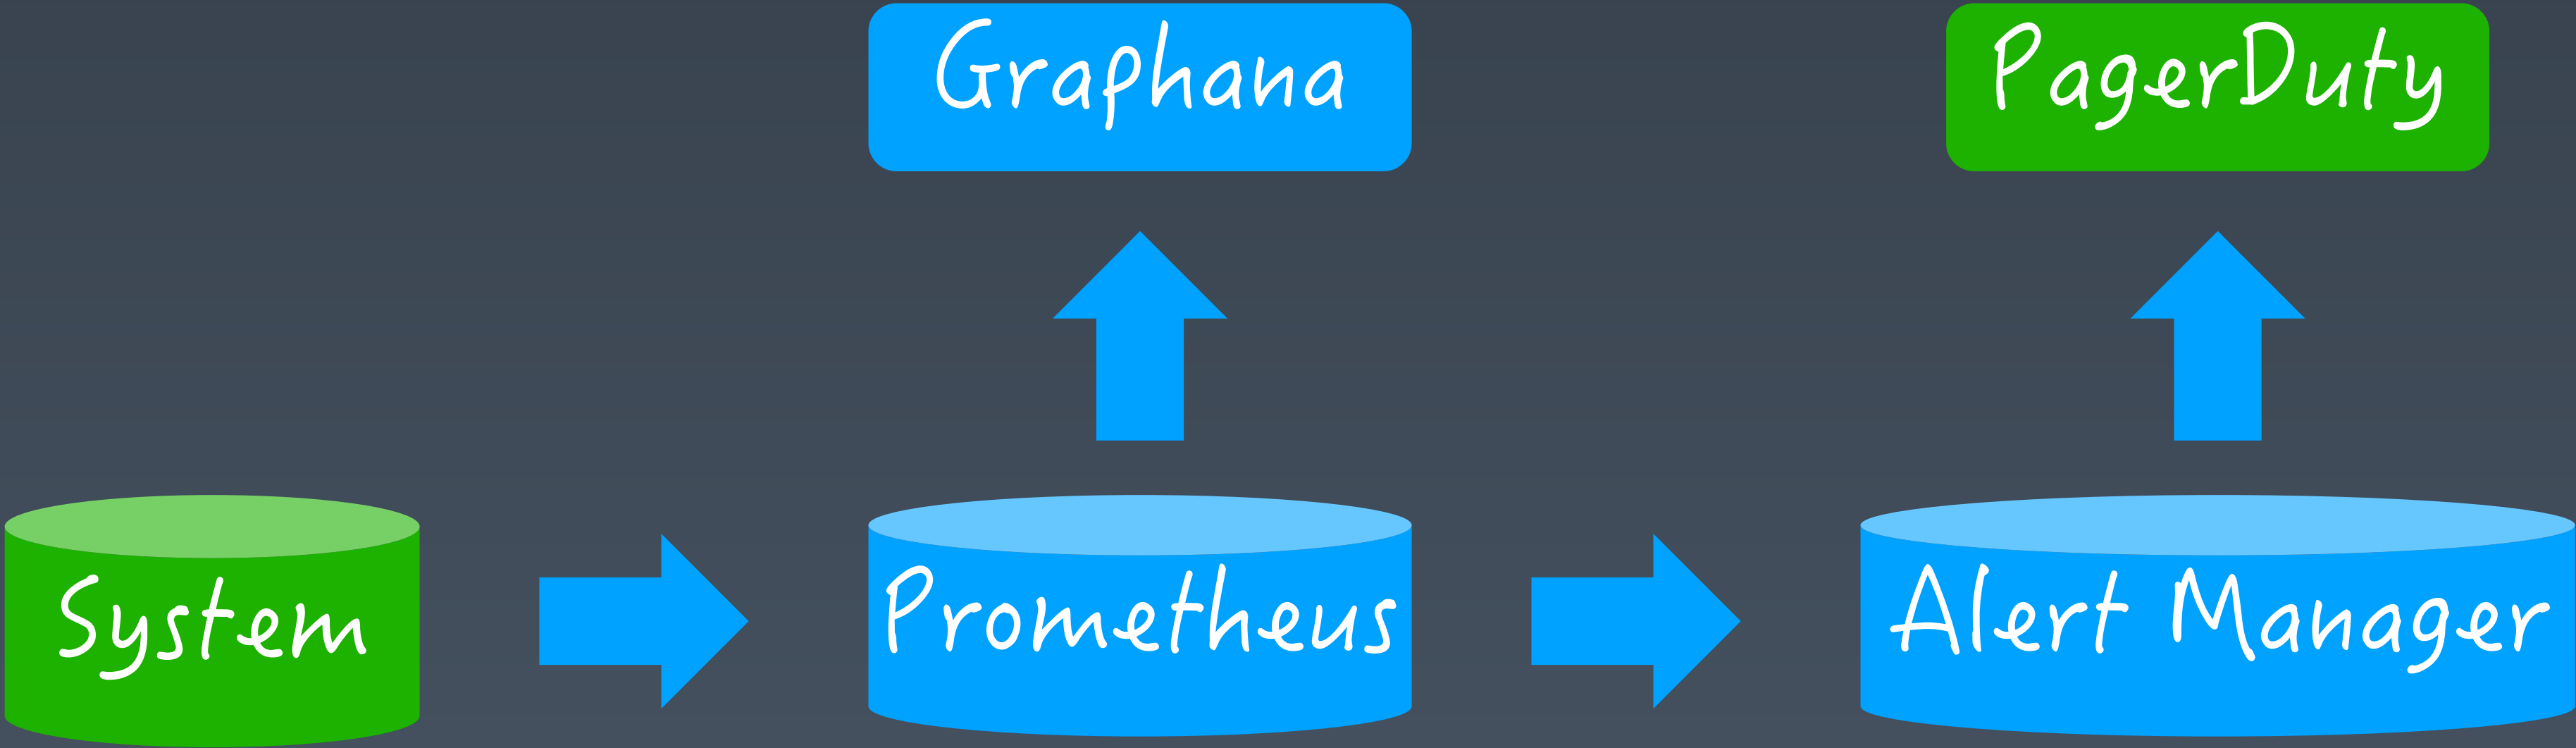 Graphana
PagerDuty
System
Prometheus
Alert Manager